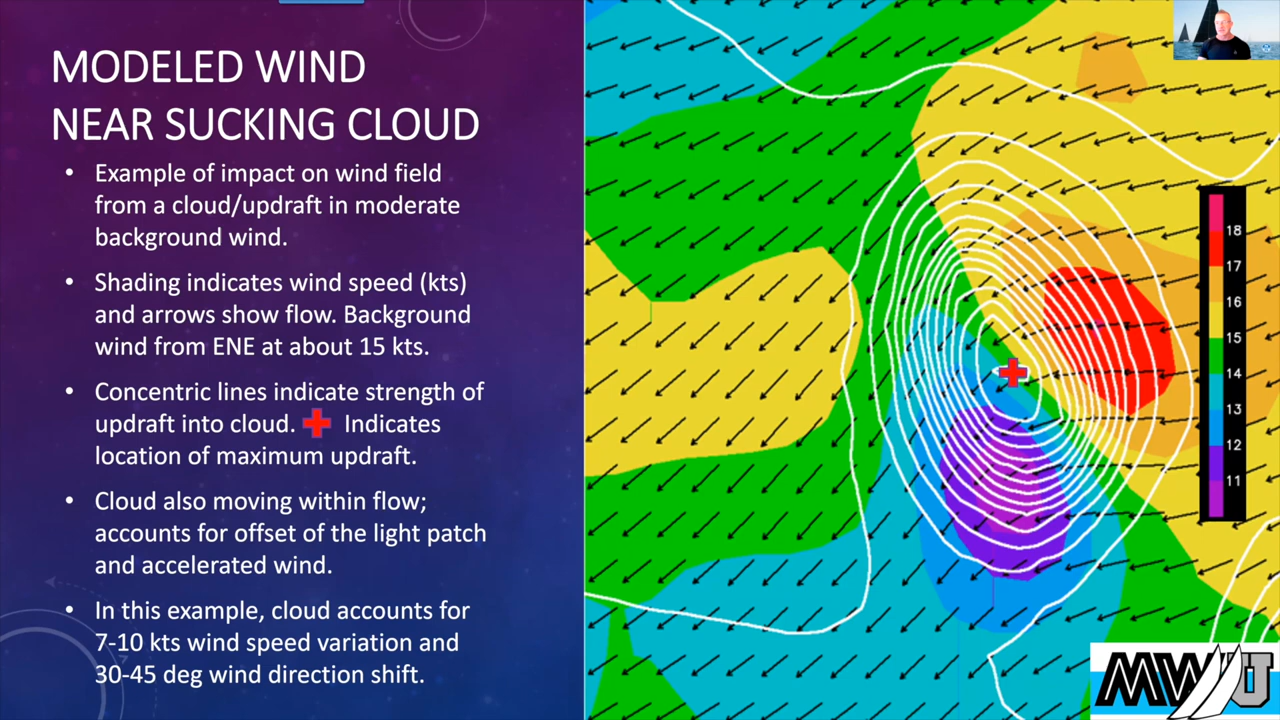 MODELED WIND
NEAR SUCKING CLOUD
• Example of impact on wind field
from a cloud/updraft in moderate
background wind.
• Shading indicates wind speed (kts)
and arrows show flow. Background
wind from ENE at about 15 kts.
• Concentric lines indicate strength of
updraft into cloud. Indicates
location of maximum updraft.
• Cloud also moving within flow;
accounts for offset of the light patch
and accelerated wind.
• In this example, cloud accounts for
7-10 kts wind speed variation and
30-45 deg wind direction shift.
18
17
16
15
14
13
12
11
MWU